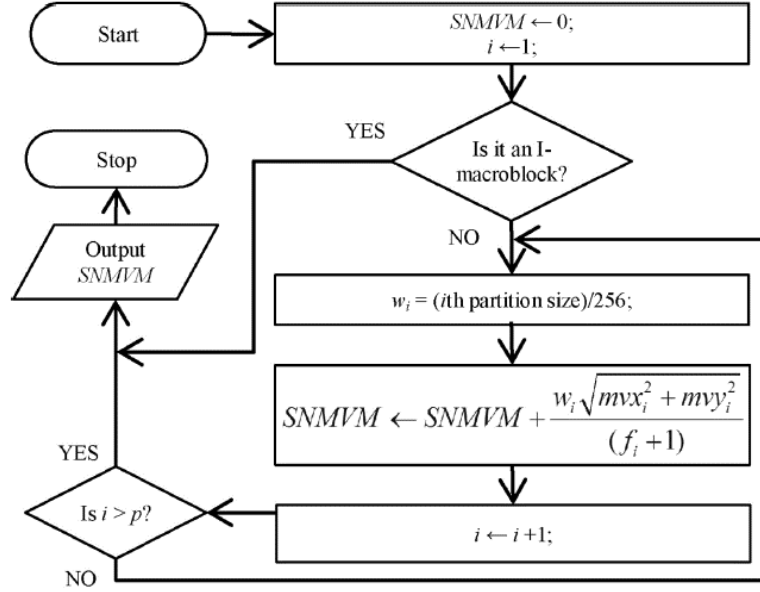 Start
SNMVM ← 0;
i ←1;
YES
Is it an I-
macroblock?
Stop
NO
Output
SNMVM
wᵢ = (ith partition size)/256;
SNMVM ← SNMVM + wᵢ√(mvxᵢ² + mvyᵢ²) / (fᵢ +1)
YES
Is i > p?
i ← i +1;
NO